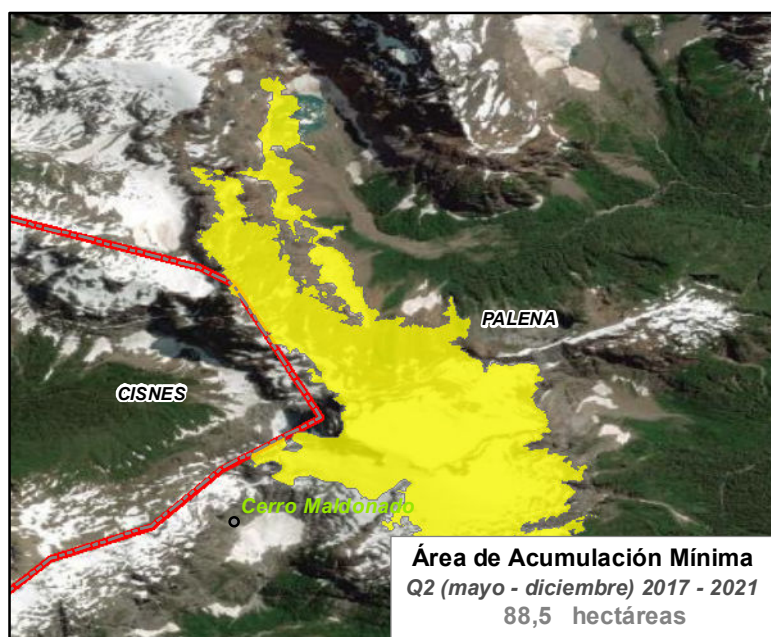 PALENA
CISNES
Cerro Maldonado
Área de Acumulación Mínima
Q2 (mayo - diciembre) 2017 - 2021
88,5 hectáreas